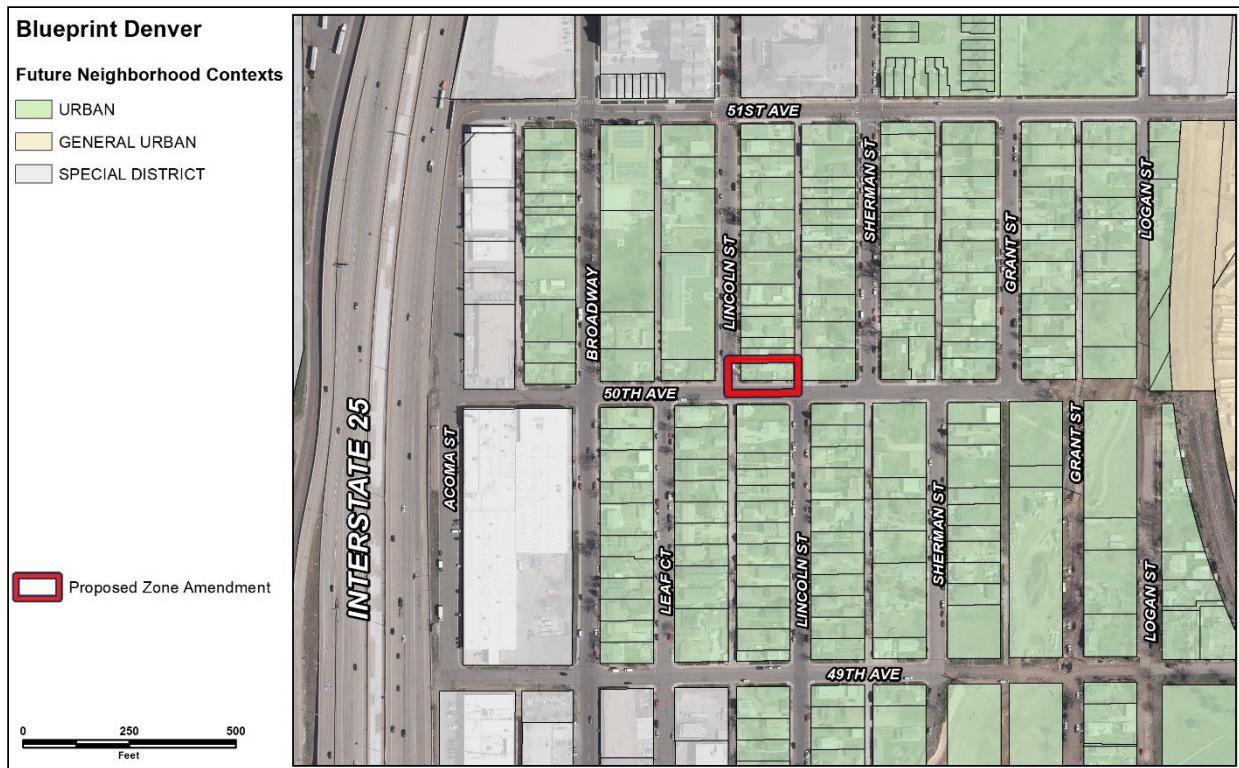 Blueprint Denver
Future Neighborhood Contexts
URBAN
GENERAL URBAN
SPECIAL DISTRICT
Proposed Zone Amendment
0 250 500
Feet
51ST AVE
SHERMAN ST
LOGAN ST
GRANT ST
LINCOLN ST
BROADWAY
50TH AVE
INTERSTATE 25
ACOMA ST
GRANT ST
SHERMAN ST
LEAF CT
LINCOLN ST
LOGAN ST
49TH AVE